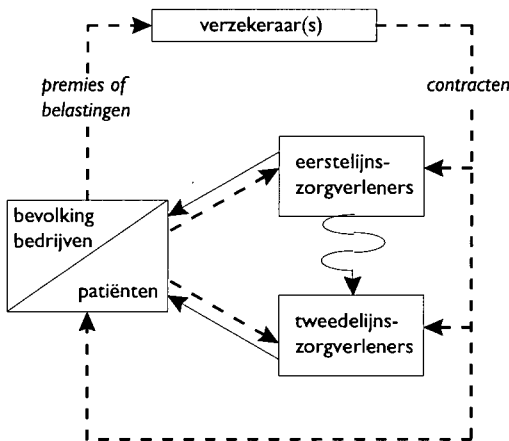 verzekeraar(s)
premies of
belastingen
contracten
eerstelijns-
zorgverleners
bevolking
bedrijven
patiënten
tweedelijns-
zorgverleners